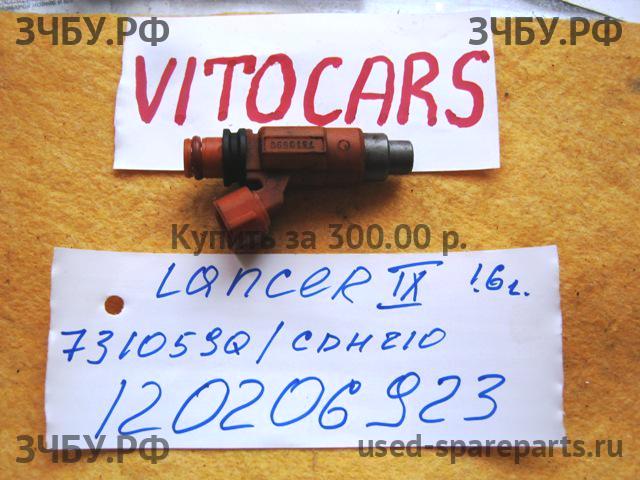 ЗЧБУ.РФ ЗЧБУ.РФ
VITOCARS
Купить за 300.00 р.
Lancer IX 1.6л.
731059Q/CDH210
120206923
ЗЧБУ.РФ used-spareparts.ru